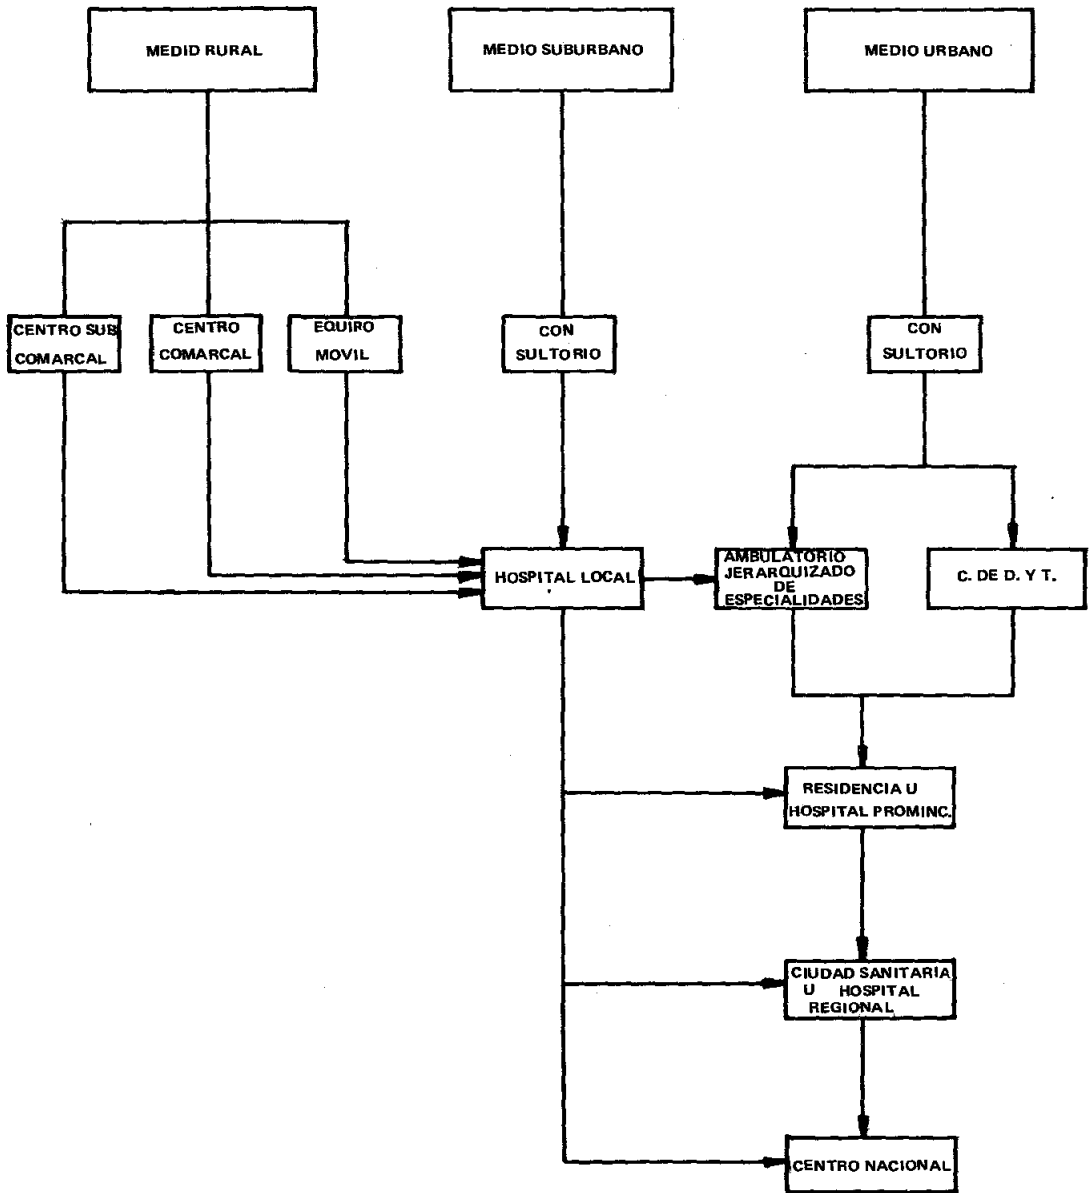 MEDID RURAL
MEDIO SUBURBANO
MEDIO URBANO
CENTRO SUB
COMARCAL
CENTRO
COMARCAL
EQUIRO
MOVIL
CON
SULTORIO
CON
SULTORIO
HOSPITAL LOCAL
AMBULATORIO
JERARQUIZADO
DE
ESPECIALIDADES
C. DE D. Y T.
RESIDENCIA U
HOSPITAL PROMINC.
CIUDAD SANITARIA
U HOSPITAL
REGIONAL
CENTRO NACIONAL